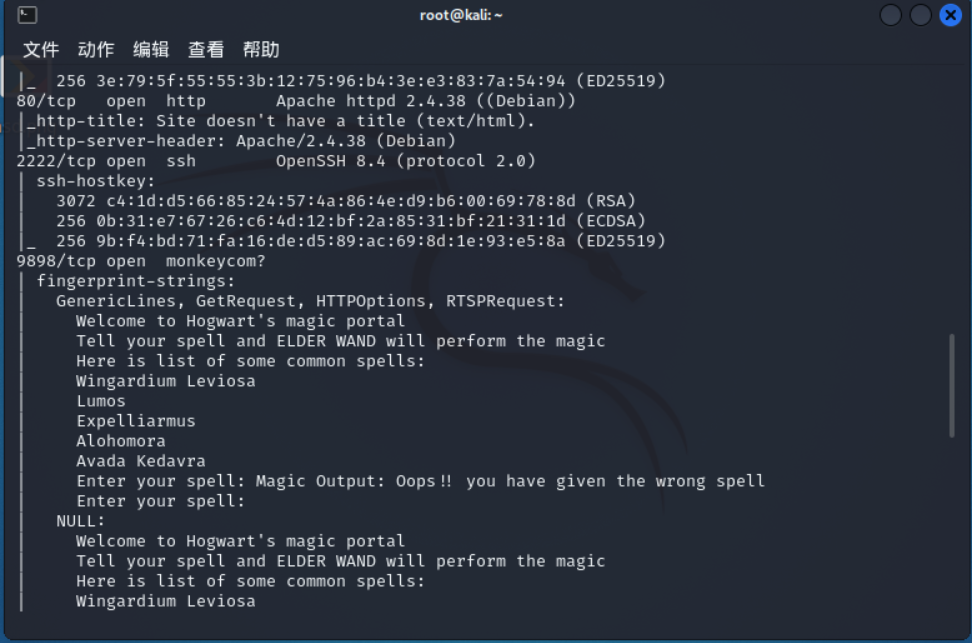 root@kali: ~
文件 动作 编辑 查看 帮助
|_  256 3e:79:5f:55:55:3b:12:75:96:b4:3e:e3:83:7a:54:94 (ED25519)
80/tcp   open  http       Apache httpd 2.4.38 ((Debian))
|_http-title: Site doesn't have a title (text/html).
|_http-server-header: Apache/2.4.38 (Debian)
2222/tcp open  ssh        OpenSSH 8.4 (protocol 2.0)
| ssh-hostkey:
|   3072 c4:1d:d5:66:85:24:57:4a:86:4e:d9:b6:00:69:78:8d (RSA)
|   256 0b:31:e7:67:26:c6:4d:12:bf:2a:85:31:bf:21:31:1d (ECDSA)
|_  256 9b:f4:bd:71:fa:16:de:d5:89:ac:69:8d:1e:93:e5:8a (ED25519)
9898/tcp open  monkeycom?
| fingerprint-strings:
|   GenericLines, GetRequest, HTTPOptions, RTSPRequest:
|     Welcome to Hogwart's magic portal
|     Tell your spell and ELDER WAND will perform the magic
|     Here is list of some common spells:
|     Wingardium Leviosa
|     Lumos
|     Expelliarmus
|     Alohomora
|     Avada Kedavra
|     Enter your spell: Magic Output: Oops!! you have given the wrong spell
|     Enter your spell:
|   NULL:
|     Welcome to Hogwart's magic portal
|     Tell your spell and ELDER WAND will perform the magic
|     Here is list of some common spells:
|     Wingardium Leviosa